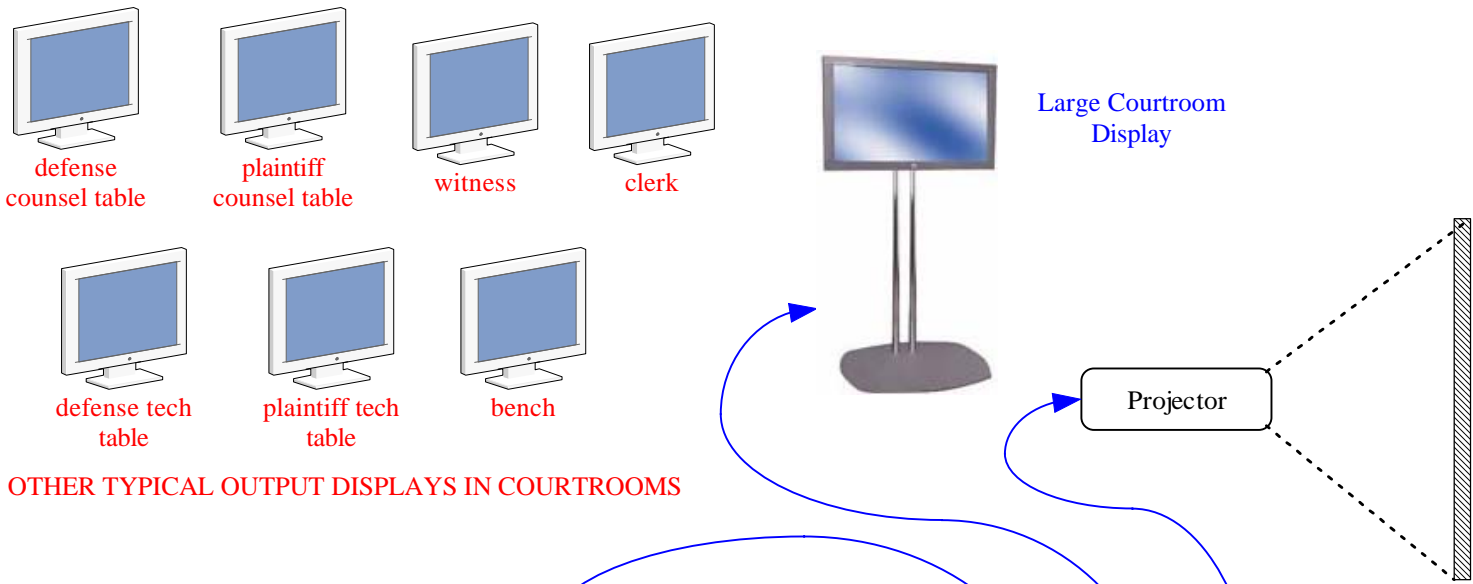 defense
counsel table
plaintiff
counsel table
witness
clerk
Large Courtroom
Display
defense tech
table
plaintiff tech
table
bench
Projector
OTHER TYPICAL OUTPUT DISPLAYS IN COURTROOMS